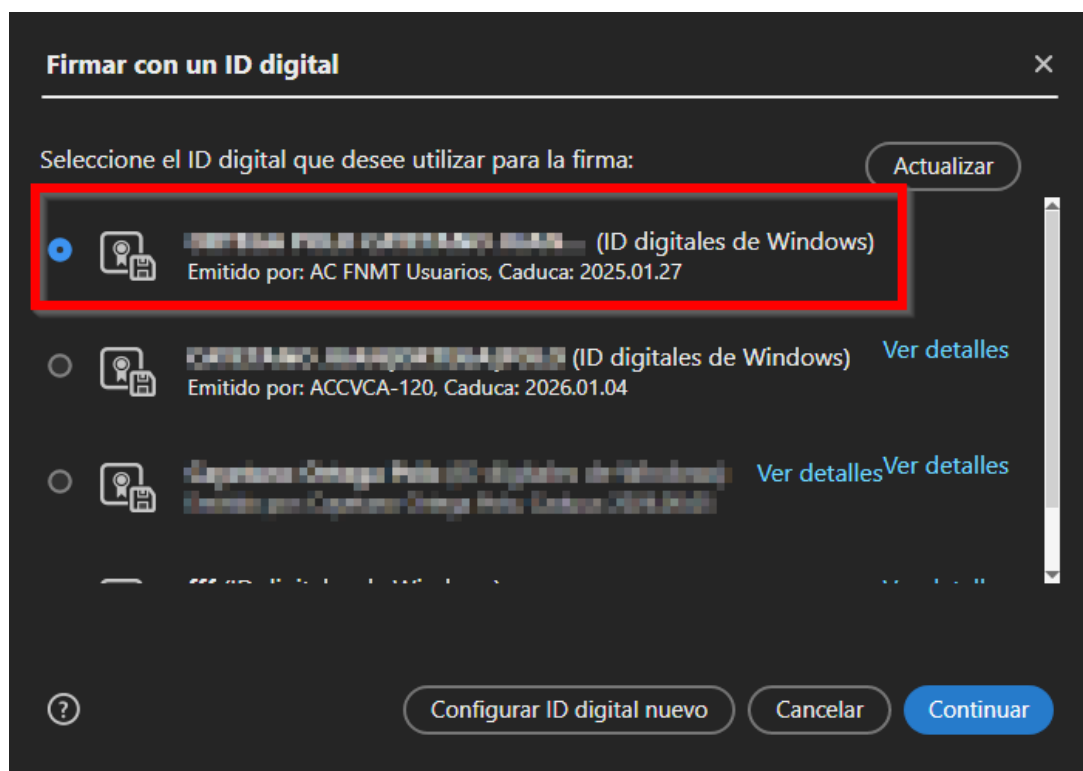 Firmar con un ID digital
Seleccione el ID digital que desee utilizar para la firma:
Actualizar
(ID digitales de Windows)
Emitido por: AC FNMT Usuarios, Caduca: 2025.01.27
(ID digitales de Windows)
Ver detalles
Emitido por: ACCVCA-120, Caduca: 2026.01.04
Ver detalles
Ver detalles
Configurar ID digital nuevo
Cancelar
Continuar